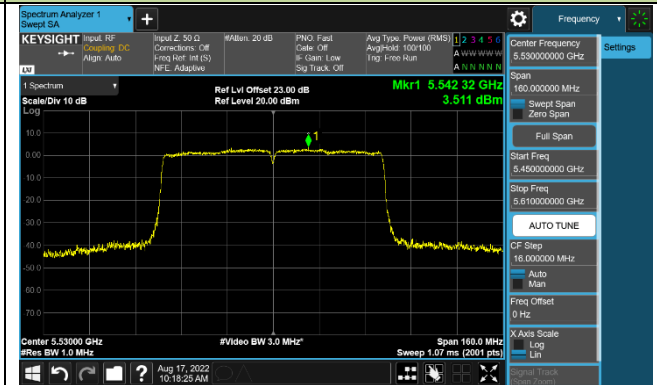 Spectrum Analyzer 1
Swept SA
Frequency
KEYSIGHT
Input: RF
Coupling: DC
Align: Auto
Input Z: 50 Ω
Corrections: Off
Freq Ref: Int (S)
NFE: Adaptive
#Atten: 20 dB
PNO: Fast
Gate: Off
IF Gain: Low
Sig Track: Off
Avg Type: Power (RMS)
Avg|Hold: 100/100
Trig: Free Run
1 2 3 4 5 6
A W W W W W
A N N N N N
LXI
1 Spectrum
Scale/Div 10 dB
Log
Ref Lvl Offset 23.00 dB
Ref Level 20.00 dBm
Mkr1 5.542 32 GHz
3.511 dBm
1
10.0
0.00
10.0
20.0
30.0
40.0
50.0
60.0
70.0
Center 5.53000 GHz
#Res BW 1.0 MHz
#Video BW 3.0 MHz*
Span 160.0 MHz
Sweep 1.07 ms (2001 pts)
Aug 17, 2022
10:18:25 AM
Center Frequency
5.530000000 GHz
Settings
Span
160.000000 MHz
Swept Span
Zero Span
Full Span
Start Freq
5.450000000 GHz
Stop Freq
5.610000000 GHz
AUTO TUNE
CF Step
16.000000 MHz
Auto
Man
Freq Offset
0 Hz
X Axis Scale
Log
Lin
Signal Track
(Span Zoom)